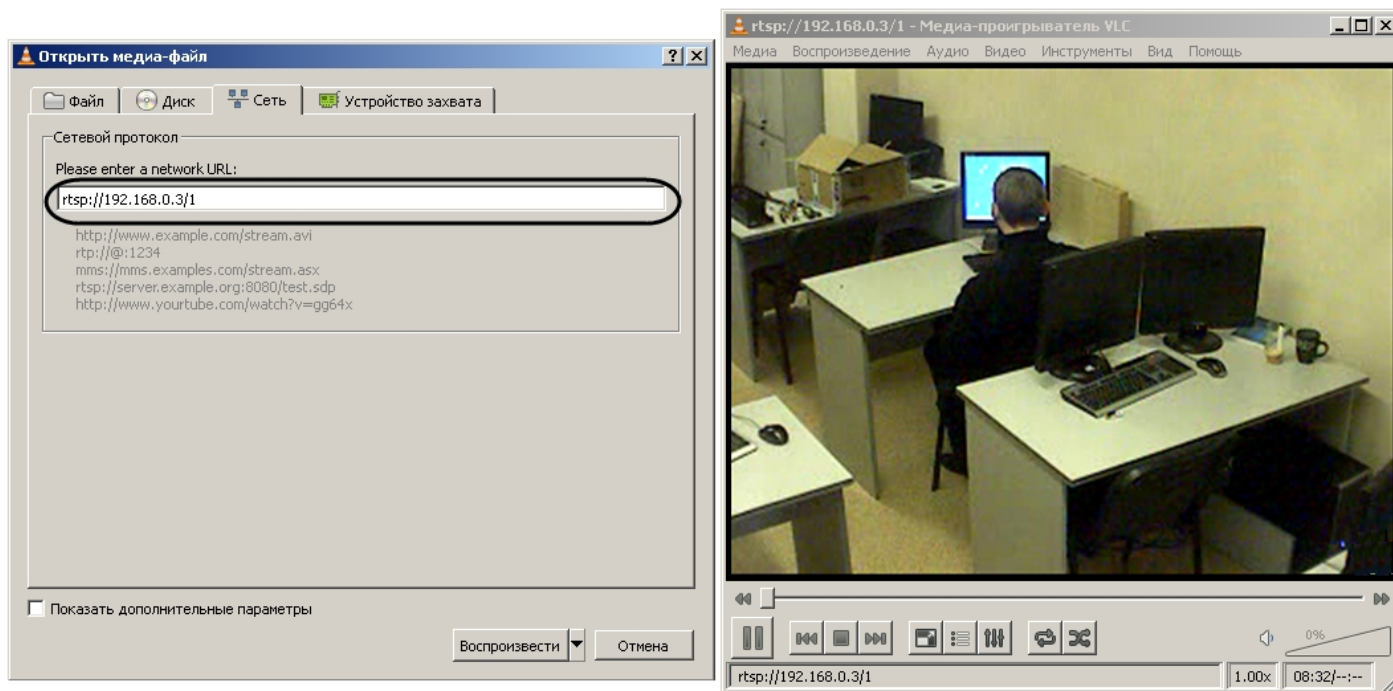 Открыть медиа-файл
Файл
Диск
Сеть
Устройство захвата
Сетевой протокол
Please enter a network URL:
rtsp://192.168.0.3/1
http://www.example.com/stream.avi
rtp://@:1234
mms://mms.examples.com/stream.asx
rtsp://server.example.org:8080/test.sdp
http://www.yourtube.com/watch?v=gg64x
Показать дополнительные параметры
Воспроизвести
Отмена
rtsp://192.168.0.3/1 - Медиа-проигрыватель VLC
Медиа Воспроизведение Аудио Видео Инструменты Вид Помощь
0%
rtsp://192.168.0.3/1
1.00x
08:32/--:--